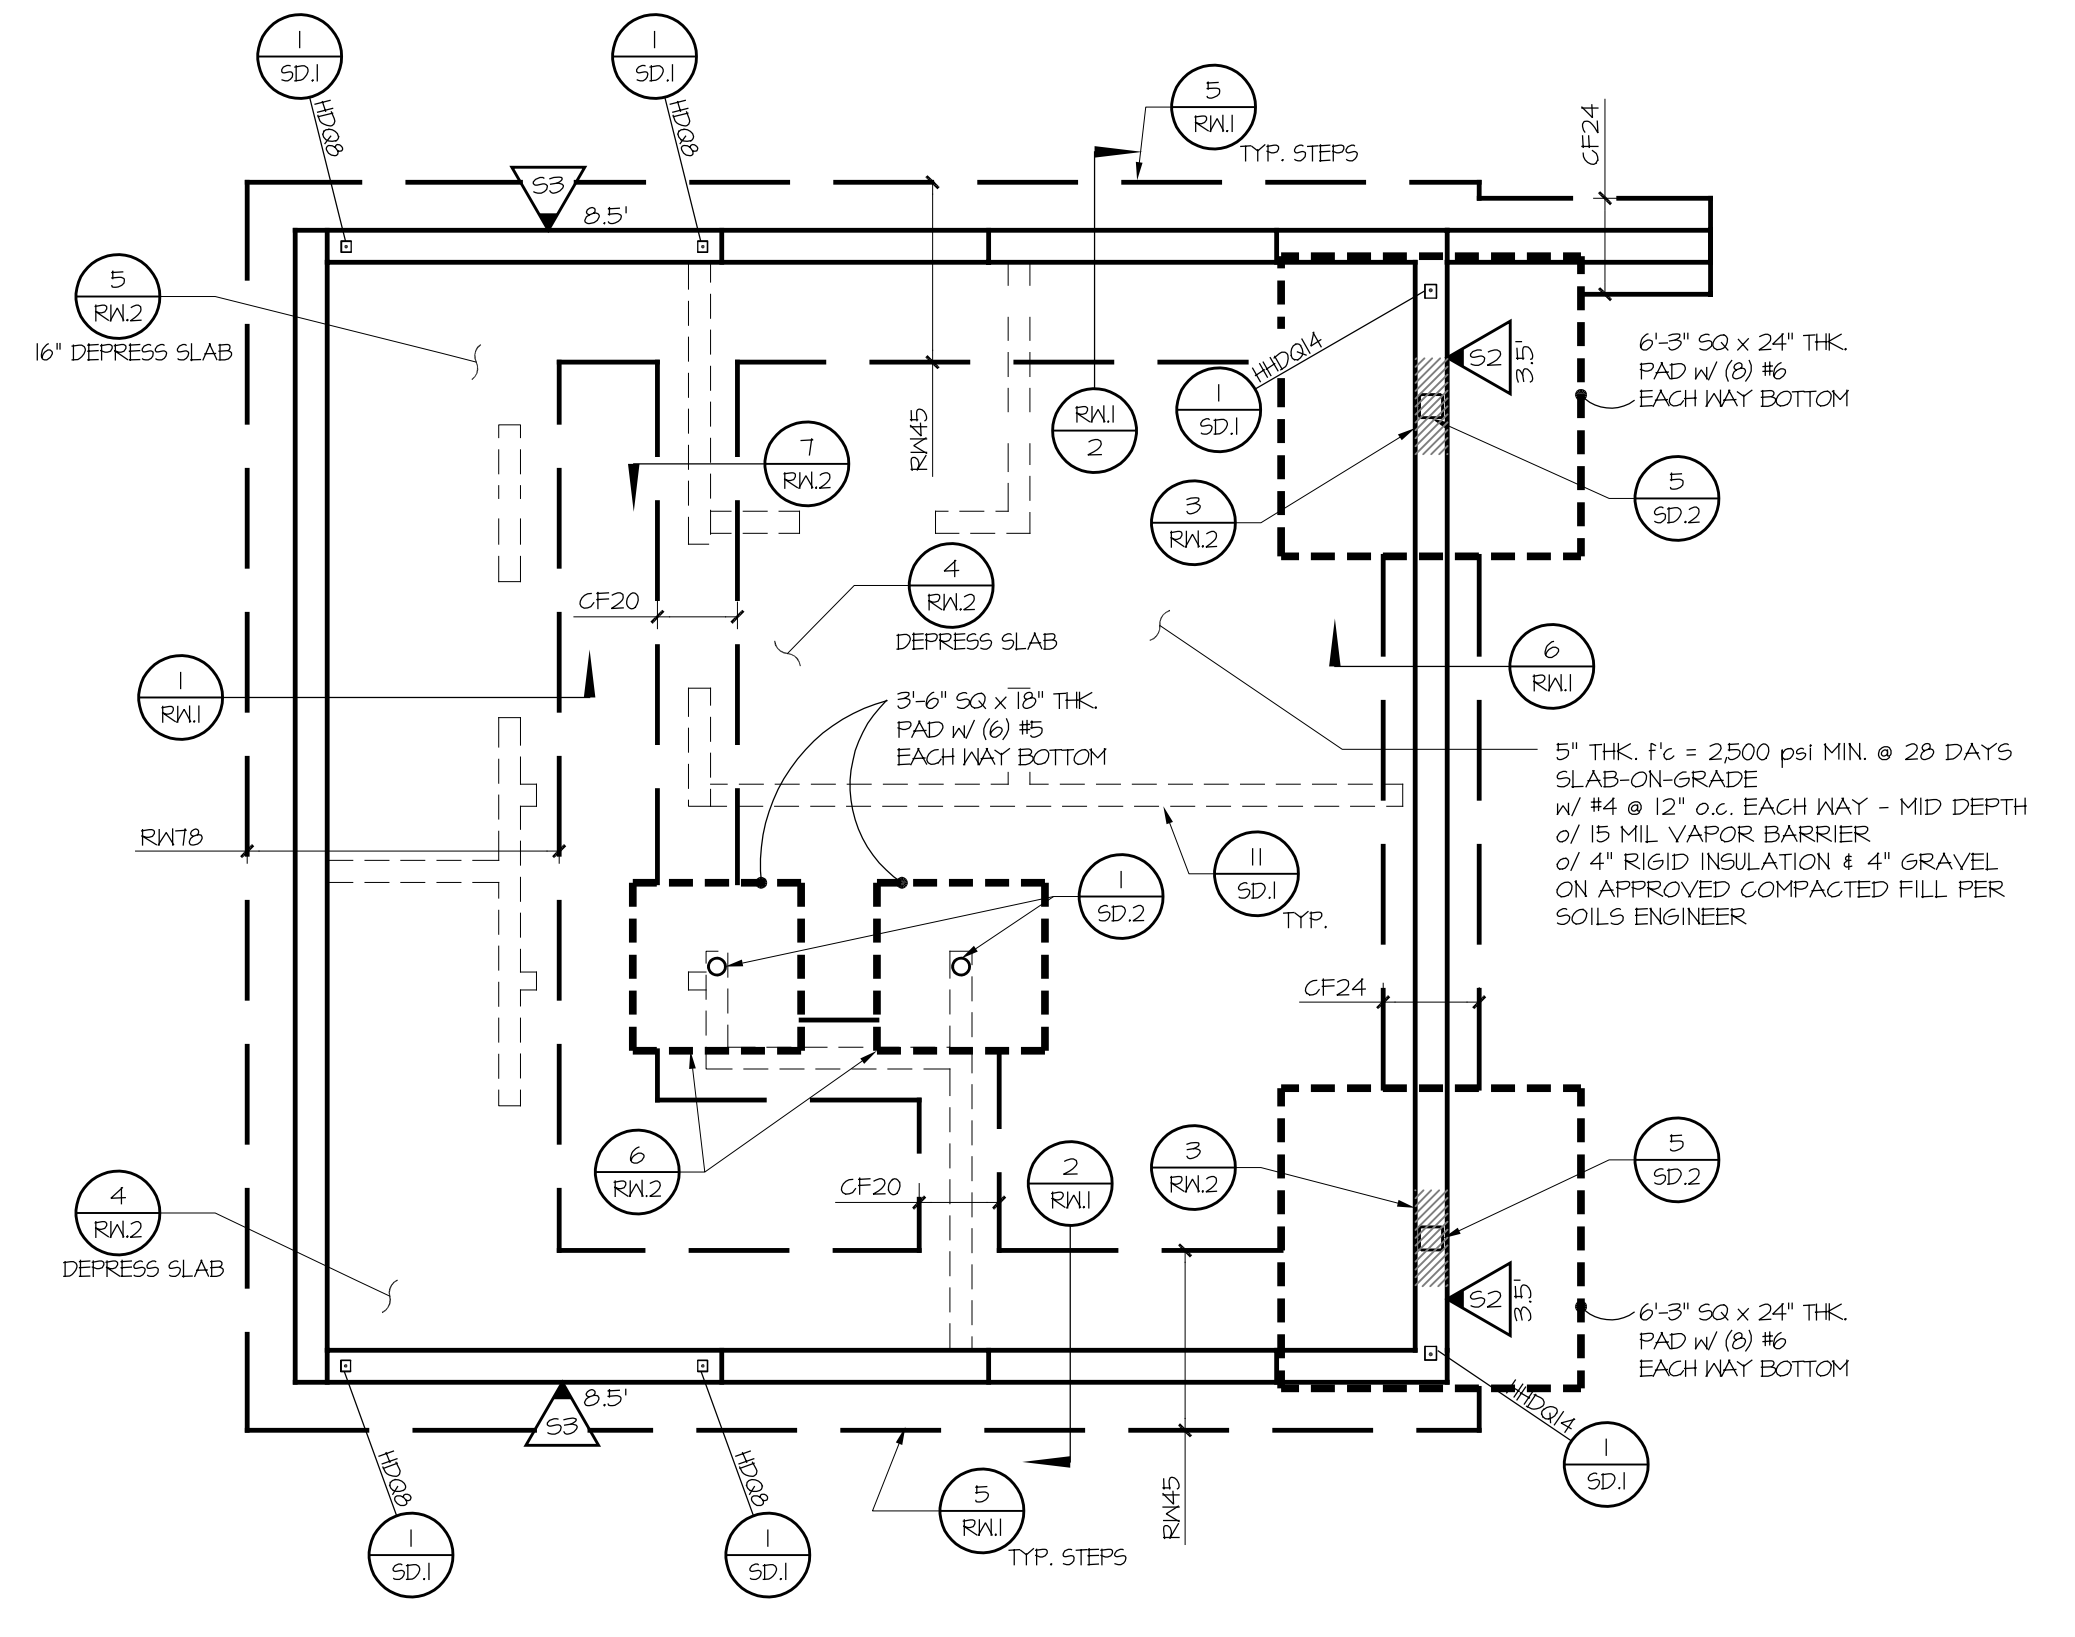 1
SD.1
HDQ8
1
SD.1
HDQ8
5
RW.1
TYP. STEPS
CF24
S3
8.5'
5
RW.2
16" DEPRESS SLAB
HHDQ14
1
SD.1
S2
3.5'
6'-3" SQ x 24" THK.
PAD w/ (8) #6
EACH WAY BOTTOM
RW45
RW.1
2
7
RW.2
3
RW.2
5
SD.2
CF20
4
RW.2
DEPRESS SLAB
6
RW.1
1
RW.1
3'-6" SQ x 18" THK.
PAD w/ (6) #5
EACH WAY BOTTOM
5" THK. f'c = 2,500 psi MIN. @ 28 DAYS
SLAB-ON-GRADE
w/ #4 @ 12" o.c. EACH WAY - MID DEPTH
o/ 15 MIL VAPOR BARRIER
o/ 4" RIGID INSULATION & 4" GRAVEL
ON APPROVED COMPACTED FILL PER
SOILS ENGINEER
RW78
11
SD.1
TYP.
1
SD.2
CF24
6
RW.2
CF20
2
RW.1
3
RW.2
5
SD.2
4
RW.2
DEPRESS SLAB
S2
3.5'
6'-3" SQ x 24" THK.
PAD w/ (8) #6
EACH WAY BOTTOM
8.5'
S3
HHDQ14
1
SD.1
HDQ8
1
SD.1
HDQ8
1
SD.1
5
RW.1
TYP. STEPS
RW45